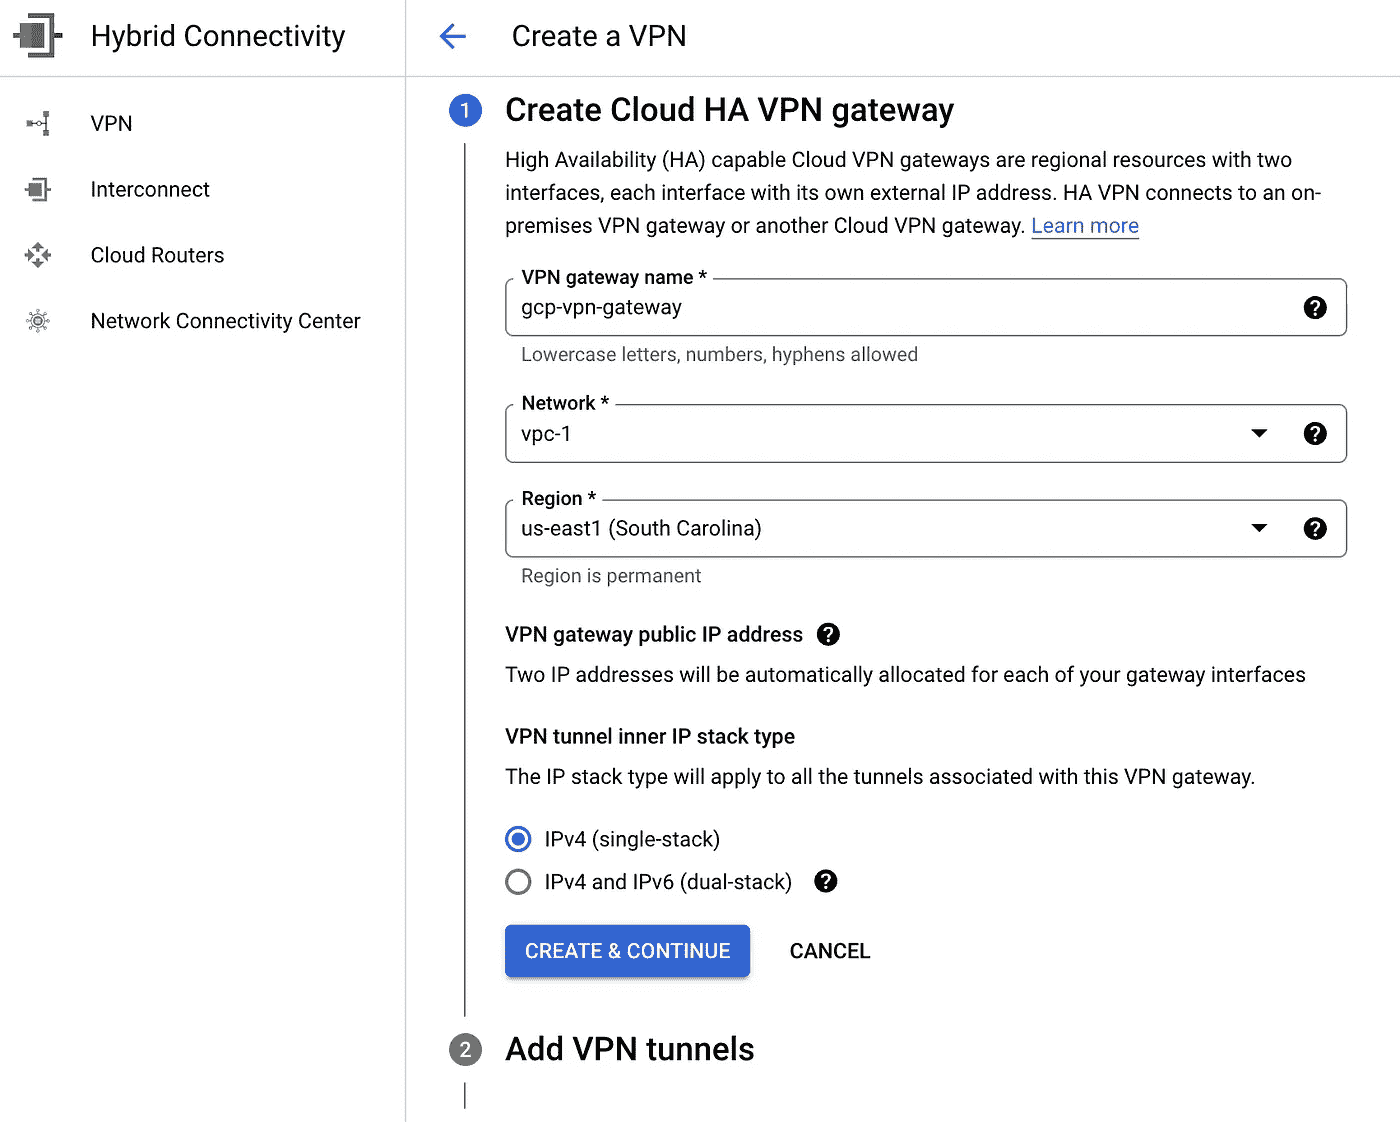 Hybrid Connectivity
VPN
Interconnect
Cloud Routers
Network Connectivity Center
Create a VPN
1 Create Cloud HA VPN gateway
High Availability (HA) capable Cloud VPN gateways are regional resources with two
interfaces, each interface with its own external IP address. HA VPN connects to an on-
premises VPN gateway or another Cloud VPN gateway. Learn more
VPN gateway name *
gcp-vpn-gateway
Lowercase letters, numbers, hyphens allowed
Network *
vpc-1
Region *
us-east1 (South Carolina)
Region is permanent
VPN gateway public IP address
Two IP addresses will be automatically allocated for each of your gateway interfaces
VPN tunnel inner IP stack type
The IP stack type will apply to all the tunnels associated with this VPN gateway.
IPv4 (single-stack)
IPv4 and IPv6 (dual-stack)
CREATE & CONTINUE CANCEL
2 Add VPN tunnels